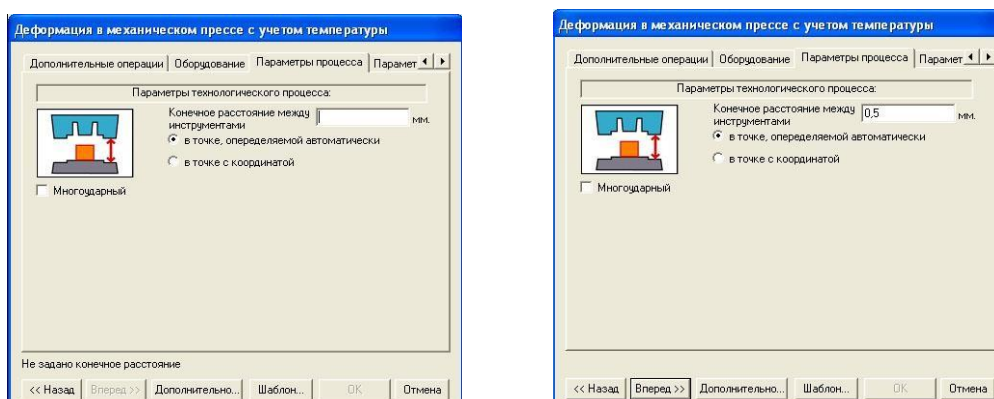 Деформация в механическом прессе с учетом температуры
Дополнительные операции Оборудование Параметры процесса Парамет
Параметры технологического процесса:
Конечное расстояние между
инструментами
мм.
в точке, опеределяемой автоматически
в точке с координатой
Многоударный
Не задано конечное расстояние
<< Назад Вперед >> Дополнительно... Шаблон... OK Отмена
Деформация в механическом прессе с учетом температуры
Дополнительные операции Оборудование Параметры процесса Парамет
Параметры технологического процесса:
Конечное расстояние между
инструментами
0,5 мм.
в точке, опеределяемой автоматически
в точке с координатой
Многоударный
<< Назад Вперед >> Дополнительно... Шаблон... OK Отмена